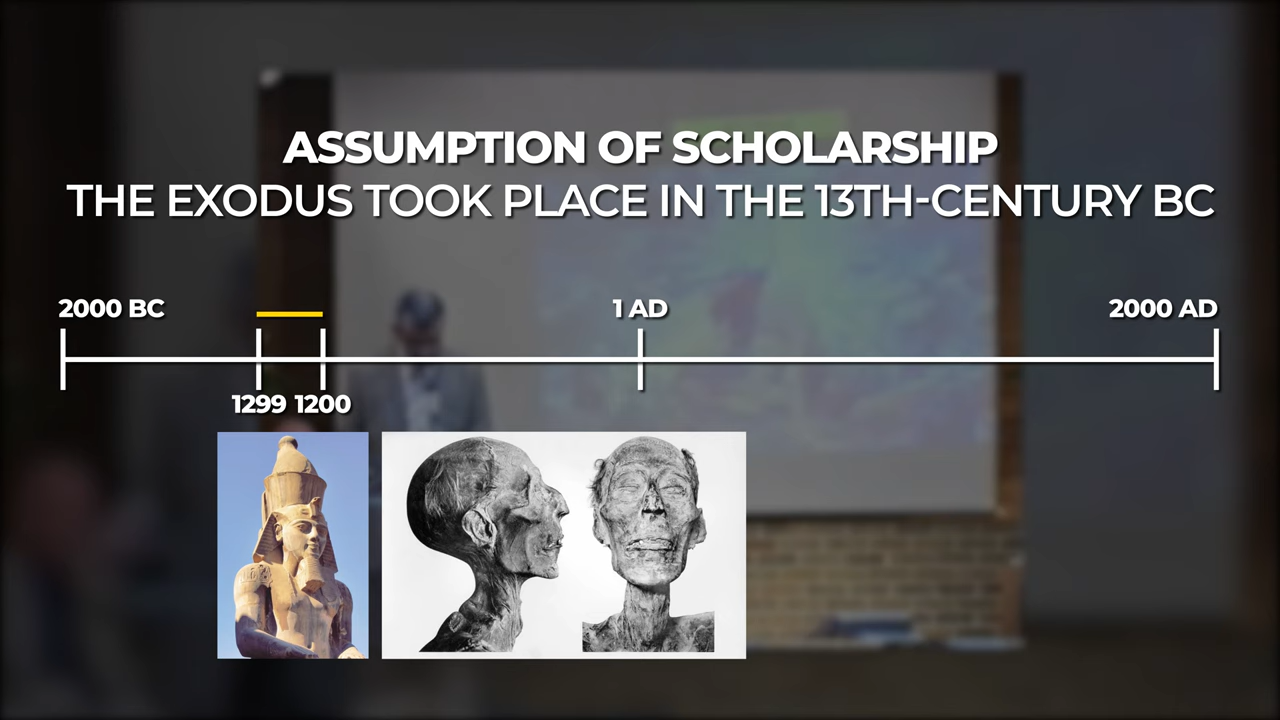 ASSUMPTION OF SCHOLARSHIP
THE EXODUS TOOK PLACE IN THE 13TH-CENTURY BC
2000 BC
1 AD
2000 AD
1299 1200